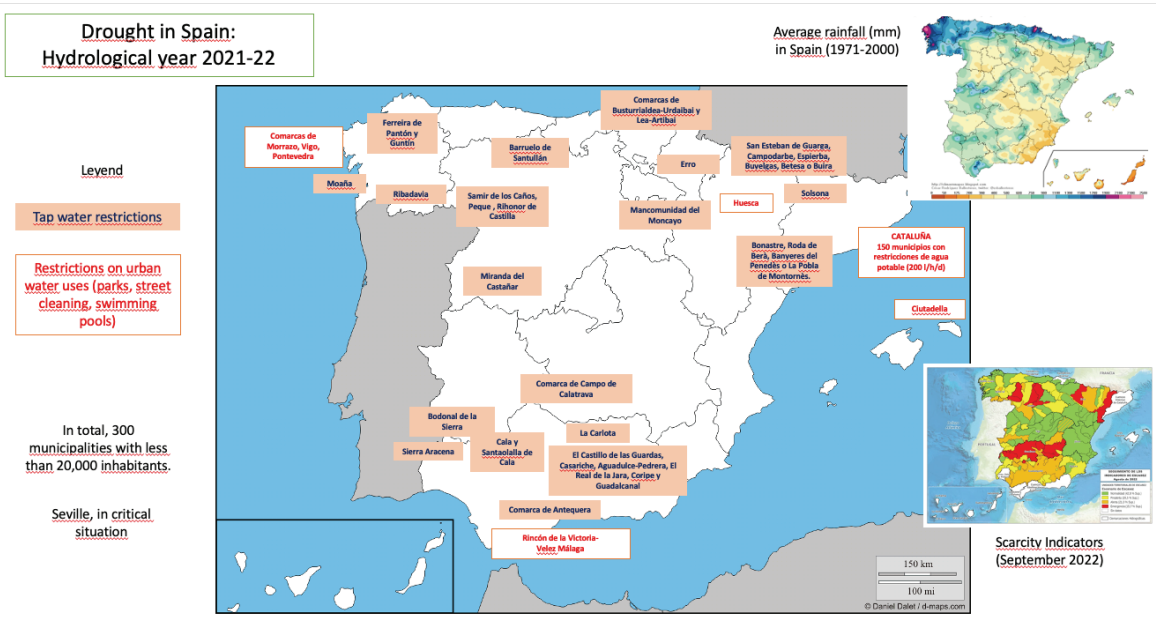 Drought in Spain:
Hydrological year 2021-22
Average rainfall (mm)
in Spain (1971-2000)
Leyend
Tap water restrictions
Restrictions on urban
water uses (parks, street
cleaning, swimming
pools)
In total, 300
municipalities with less
than 20,000 inhabitants.
Seville, in critical
situation
Comarcas de
Morrazo, Vigo,
Pontevedra
Ferreira de
Pantón y
Guntín
Comarcas de
Busturrialdea-Urdaibai y
Lea-Artibai
Barruelo de
Santullán
Erro
San Esteban de Guarga,
Campodarbe, Espierba,
Buvelgas, Betesa o Buira
Moaña
Ribadavia
Samir de los Caños,
Peque , Rihonor de
Castilla
Solsona
Huesca
Mancomunidad del
Moncayo
Bonastre, Roda de
Berà, Banyeres del
Penedès o La Pobla
de Montornès.
CATALUÑA
150 municipios con
restricciones de agua
potable (200 l/h/d)
Miranda del
Castañar
Ciutadella
Comarca de Campo de
Calatrava
Bodonal de la
Sierra
La Carlota
Sierra Aracena
Cala y
Santaolalla de
Cala
El Castillo de las Guardas,
Casariche, Aguadulce-Pedrera, El
Real de la Jara, Coripe y
Guadalcanal
Comarca de Antequera
Rincón de la Victoria-
Velez Málaga
150 km
100 mi
© Daniel Dalet / d-maps.com
Scarcity Indicators
(September 2022)